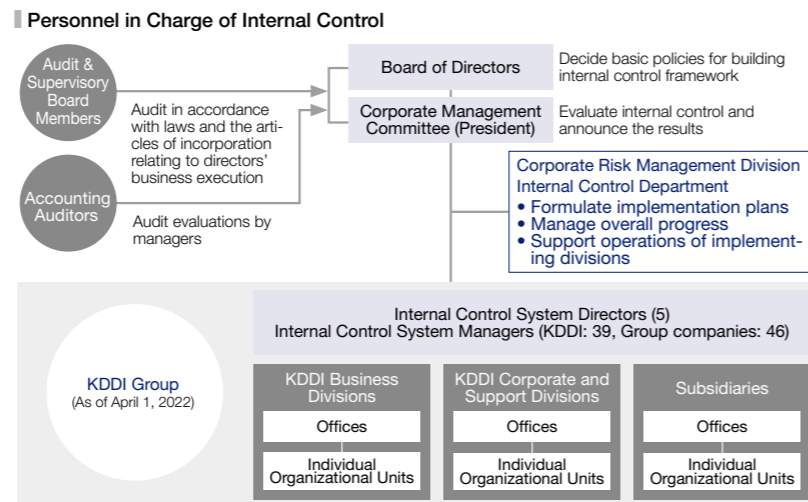 Personnel in Charge of Internal Control
Audit &
Supervisory
Board
Members
Audit in accordance
with laws and the arti-
cles of incorporation
relating to directors'
business execution
Accounting
Auditors
Audit evaluations by
managers
Board of Directors
Decide basic policies for building
internal control framework
Corporate Management
Committee (President)
Evaluate internal control and
announce the results
Corporate Risk Management Division
Internal Control Department
• Formulate implementation plans
• Manage overall progress
• Support operations of implement-
ing divisions
KDDI Group
(As of April 1, 2022)
Internal Control System Directors (5)
Internal Control System Managers (KDDI: 39, Group companies: 46)
KDDI Business
Divisions
Offices
Individual
Organizational Units
KDDI Corporate and
Support Divisions
Offices
Individual
Organizational Units
Subsidiaries
Offices
Individual
Organizational Units